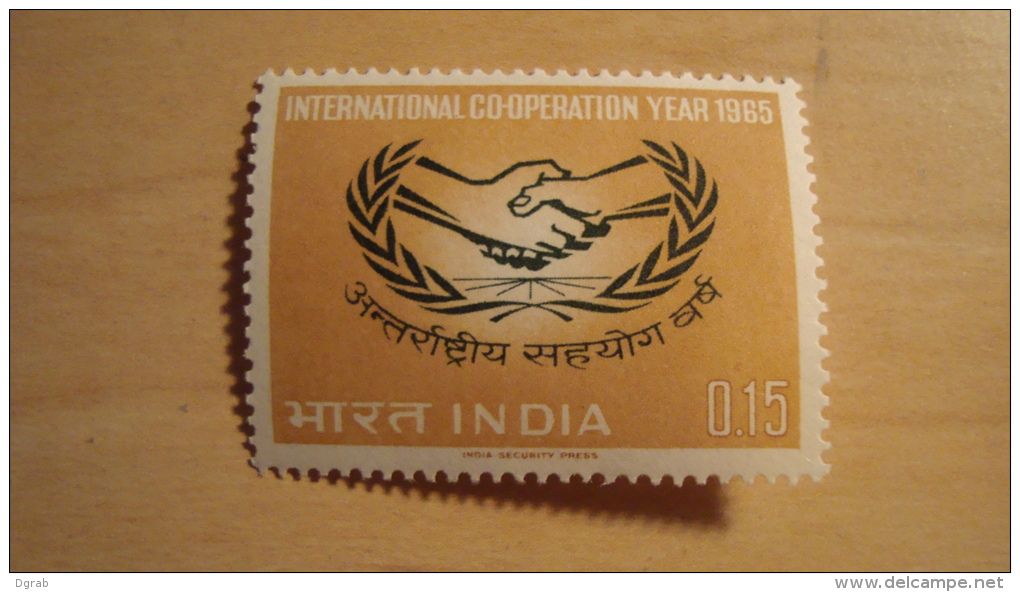 INTERNATIONAL CO-OPERATION YEAR 1965
अन्तर्राष्ट्रीय सहयोग वर्ष
भारत INDIA 0.15
INDIA SECURITY PRESS
Dgrab www.delcampe.net